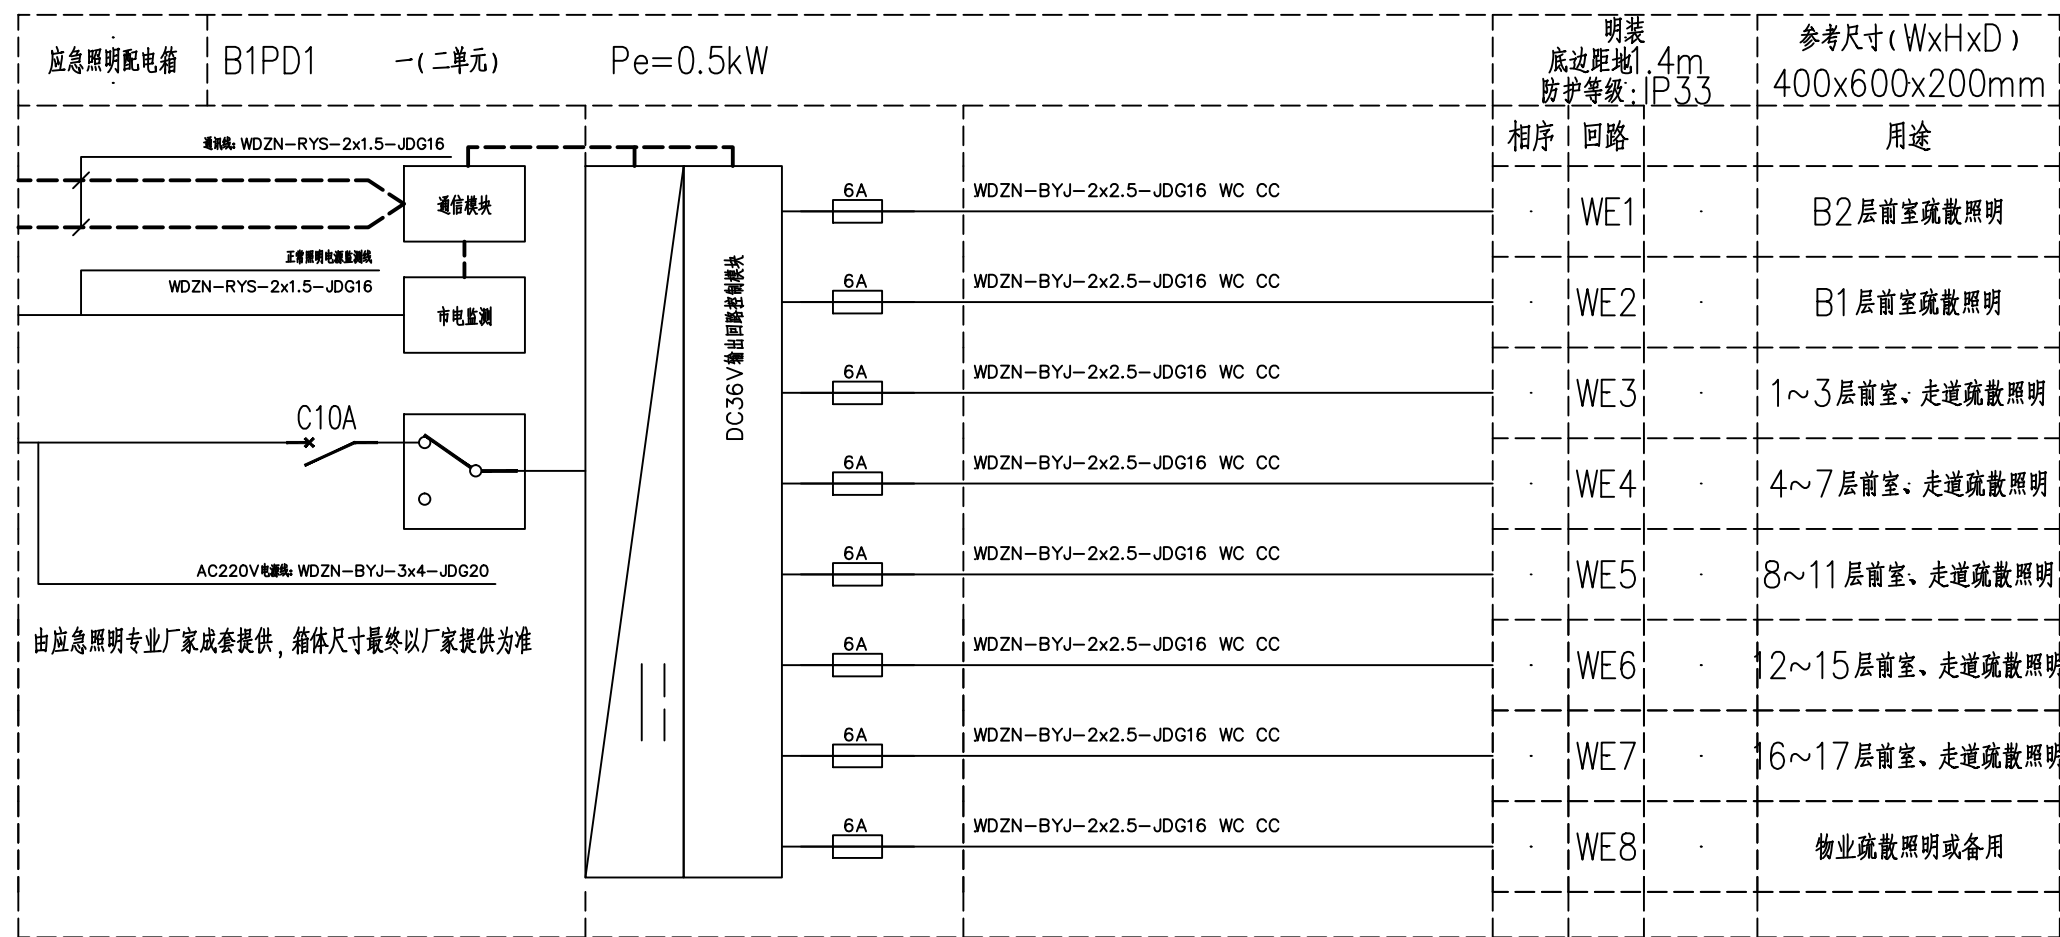 应急照明配电箱 B1PD1 一(二单元) Pe=0.5kW
明装
底边距地1.4m
防护等级:IP33
参考尺寸(WxHxD)
400x600x200mm
相序 回路 用途
通讯线: WDZN-RYS-2x1.5-JDG16
通信模块
正常照明电源监测线
WDZN-RYS-2x1.5-JDG16
市电监测
C10A
AC220V电源线: WDZN-BYJ-3x4-JDG20
由应急照明专业厂家成套提供,箱体尺寸最终以厂家提供为准
DC36V输出回路控制模块
6A WDZN-BYJ-2x2.5-JDG16 WC CC WE1 B2层前室疏散照明
6A WDZN-BYJ-2x2.5-JDG16 WC CC WE2 B1层前室疏散照明
6A WDZN-BYJ-2x2.5-JDG16 WC CC WE3 1~3层前室、走道疏散照明
6A WDZN-BYJ-2x2.5-JDG16 WC CC WE4 4~7层前室、走道疏散照明
6A WDZN-BYJ-2x2.5-JDG16 WC CC WE5 8~11层前室、走道疏散照明
6A WDZN-BYJ-2x2.5-JDG16 WC CC WE6 12~15层前室、走道疏散照明
6A WDZN-BYJ-2x2.5-JDG16 WC CC WE7 16~17层前室、走道疏散照明
6A WDZN-BYJ-2x2.5-JDG16 WC CC WE8 物业疏散照明或备用